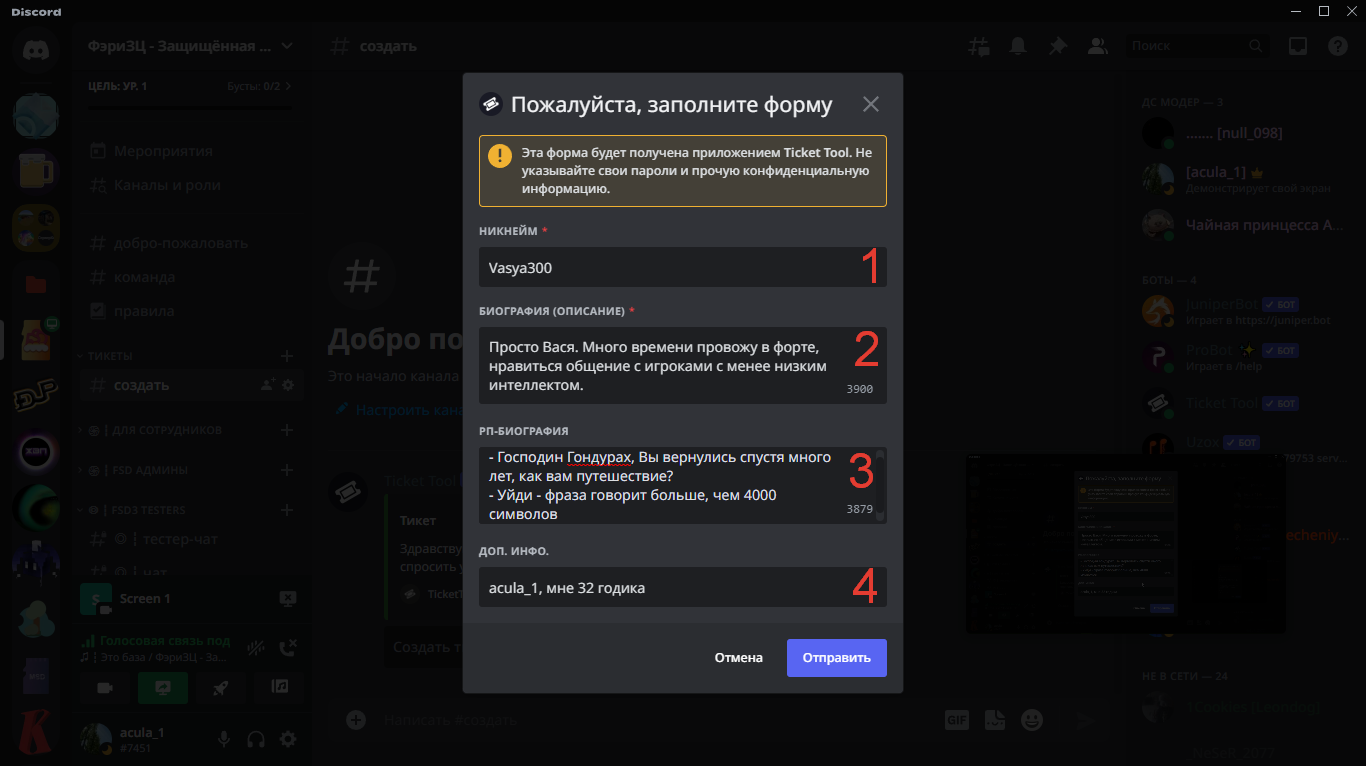 Discord
ФэриЗЦ - Защищённая ...
ЦЕЛЬ: УР. 1
Бусты: 0/2
Мероприятия
Каналы и роли
добро-пожаловать
команда
правила
ТИКЕТЫ
создать
| ДЛЯ СОТРУДНИКОВ
| FSD АДМИНЫ
| FSD3 TESTERS
тестер-чат
чат
Screen 1
Голосовая связь под
Это база / ФэриЗЦ - За...
acula_1
#7451
создать
Поиск
Добро по
Это начало канала
Настроить кана
Ticket Tool
Тикет
Здравству
спросить у
Создать т
Написать #создать
GIF
Пожалуйста, заполните форму
Эта форма будет получена приложением Ticket Tool. Не
указывайте свои пароли и прочую конфиденциальную
информацию.
НИКНЕЙМ *
Vasya300
1
БИОГРАФИЯ (ОПИСАНИЕ) *
Просто Вася. Много времени провожу в форте,
нравиться общение с игроками с менее низким
интеллектом.
2
3900
РП-БИОГРАФИЯ
- Господин Гондурах, Вы вернулись спустя много
лет, как вам путешествие?
- Уйди - фраза говорит больше, чем 4000
символов
3
3879
ДОП. ИНФО.
acula_1, мне 32 годика
4
Отмена
Отправить
ДС МОДЕР — 3
....... [null_098]
[acula_1]
Демонстрирует свой экран
Чайная принцесса А...
БОТЫ — 4
JuniperBot БОТ
Играет в https://juniper.bot
ProBot БОТ
Играет в /help
Ticket Tool БОТ
Uzox БОТ
79753 serv...
echeniy...
НЕ В СЕТИ — 24